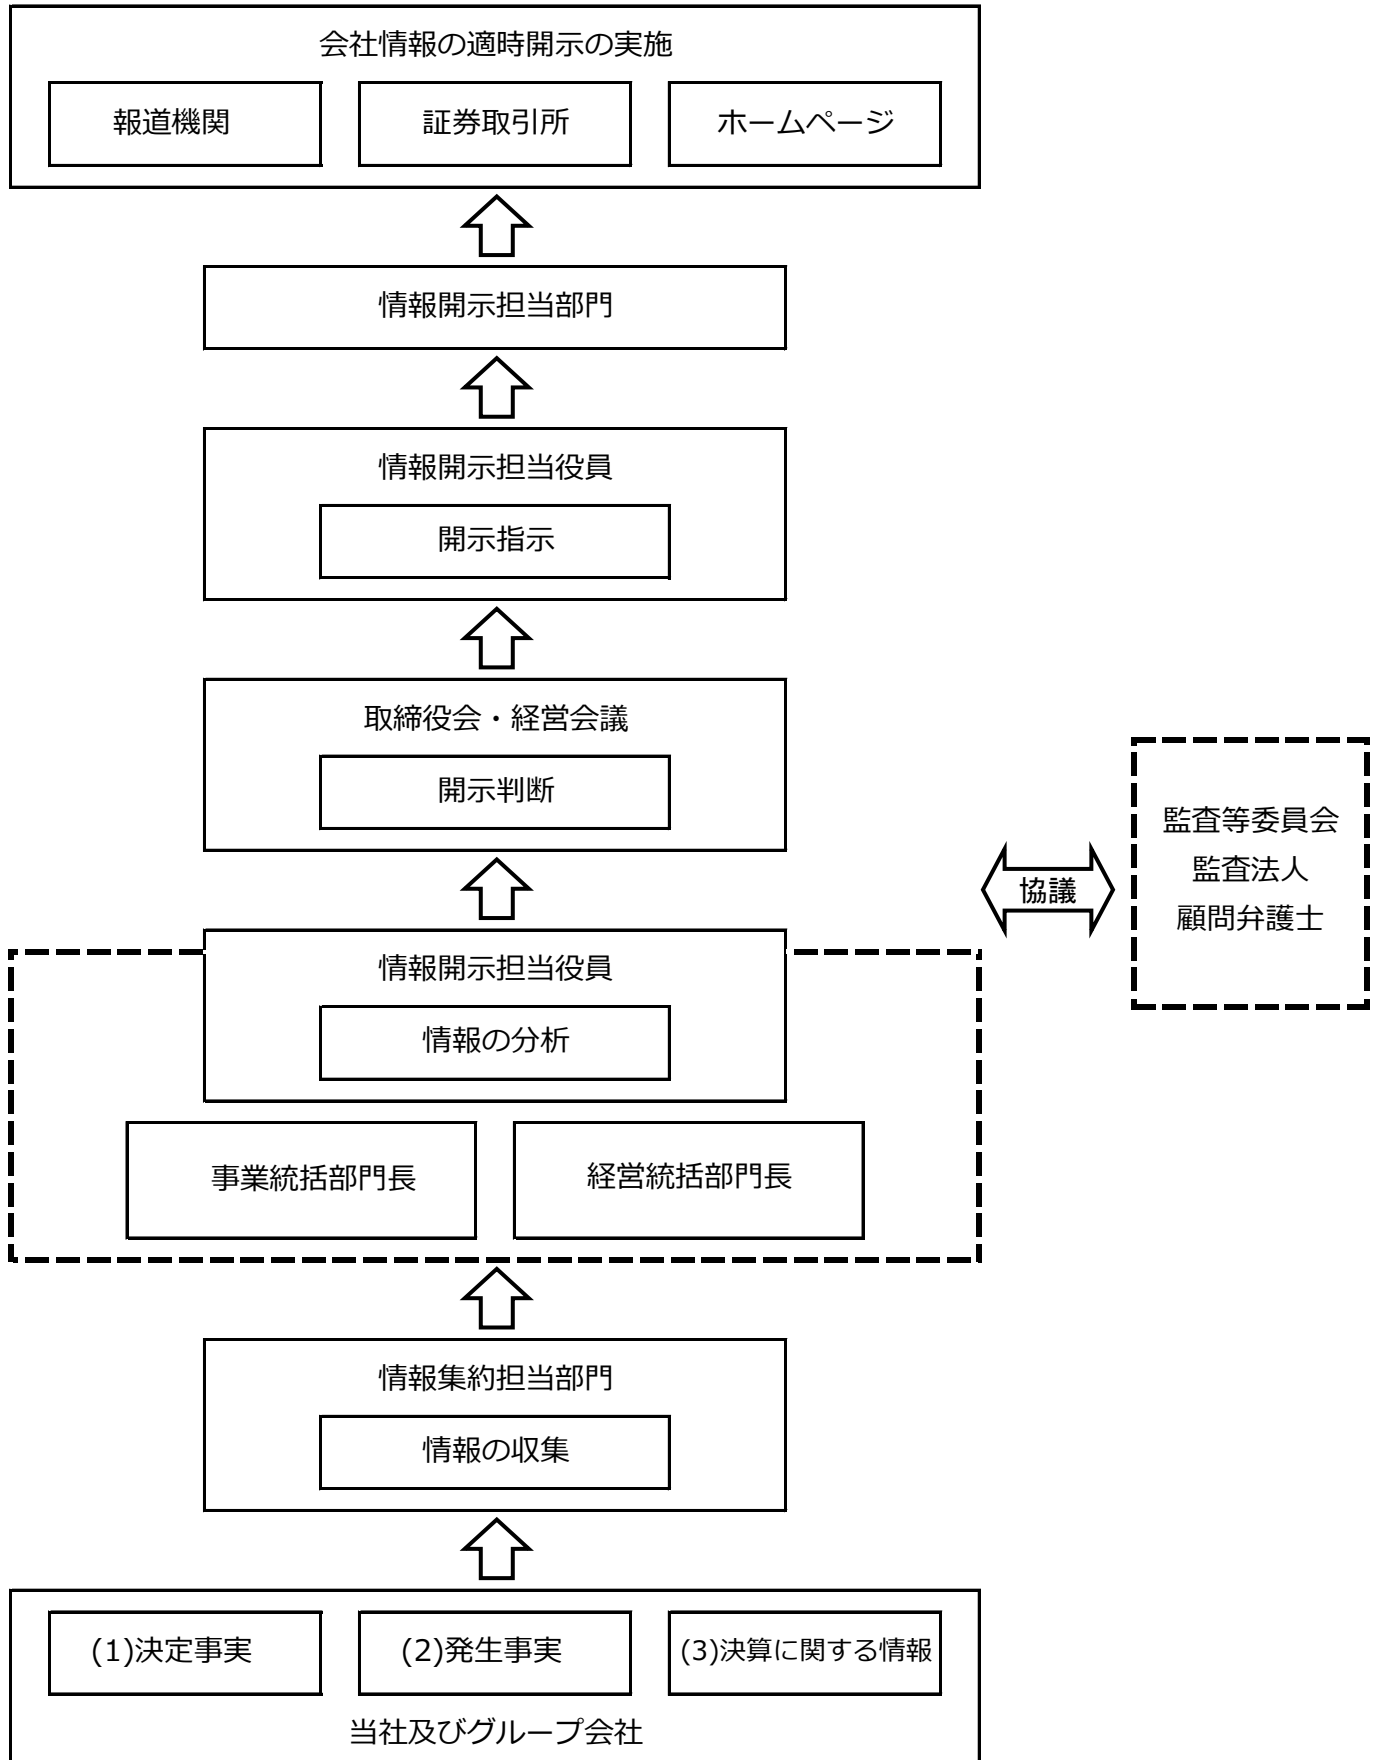 会社情報の適時開示の実施
報道機関
証券取引所
ホームページ
情報開示担当部門
情報開示担当役員
開示指示
取締役会・経営会議
開示判断
協議
監査等委員会
監査法人
顧問弁護士
情報開示担当役員
情報の分析
事業統括部門長
経営統括部門長
情報集約担当部門
情報の収集
(1)決定事実
(2)発生事実
(3)決算に関する情報
当社及びグループ会社